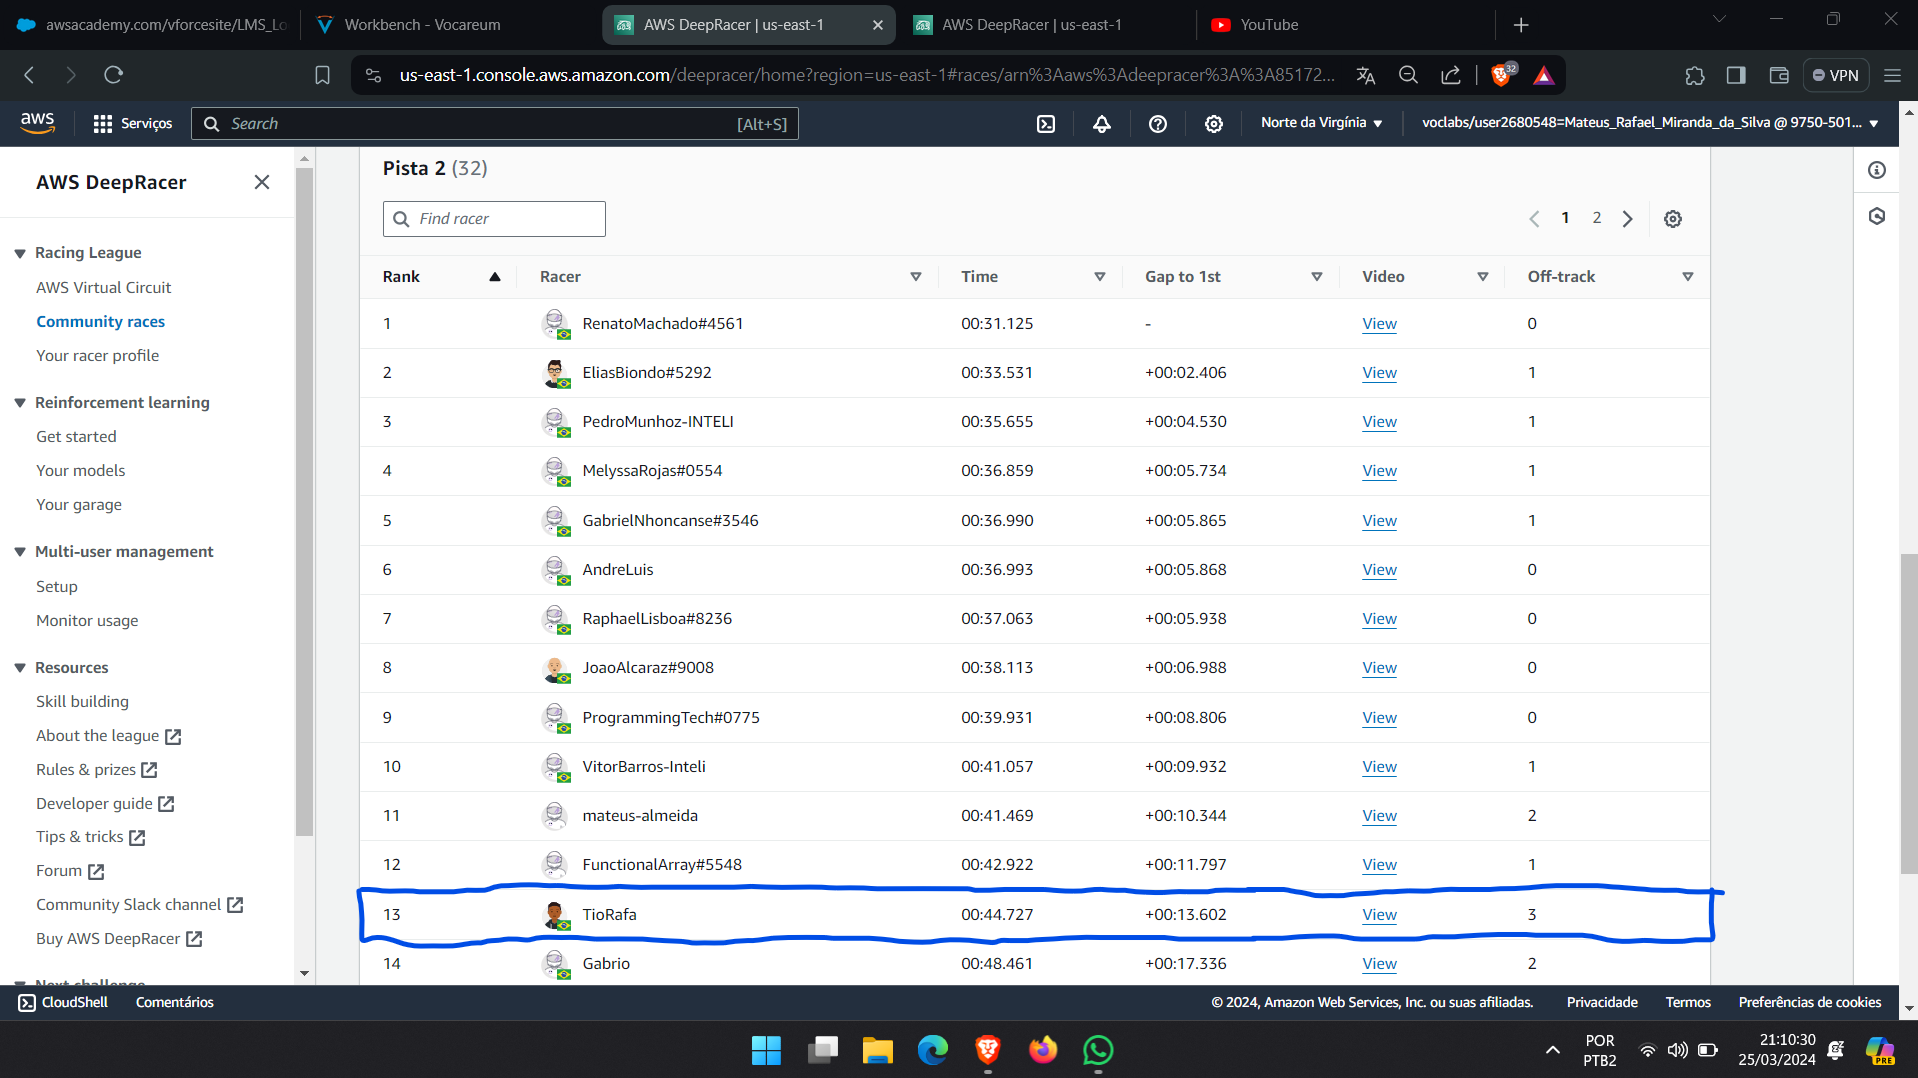 awsacademy.com/vforcesite/LMS_Lo
Workbench - Vocareum
AWS DeepRacer | us-east-1
AWS DeepRacer | us-east-1
YouTube
us-east-1.console.aws.amazon.com/deepracer/home?region=us-east-1#races/arn%3Aaws%3Adeepracer%3A%3A85172...
32
VPN
aws
Serviços
Search
[Alt+S]
Norte da Virgínia
voclabs/user2680548=Mateus_Rafael_Miranda_da_Silva @ 9750-501...
AWS DeepRacer
Racing League
AWS Virtual Circuit
Community races
Your racer profile
Reinforcement learning
Get started
Your models
Your garage
Multi-user management
Setup
Monitor usage
Resources
Skill building
About the league
Rules & prizes
Developer guide
Tips & tricks
Forum
Community Slack channel
Buy AWS DeepRacer
Next challenge
Pista 2 (32)
Find racer
1 2
Rank Racer Time Gap to 1st Video Off-track
1 RenatoMachado#4561 00:31.125 - View 0
2 EliasBiondo#5292 00:33.531 +00:02.406 View 1
3 PedroMunhoz-INTELI 00:35.655 +00:04.530 View 1
4 MelyssaRojas#0554 00:36.859 +00:05.734 View 1
5 GabrielNhoncanse#3546 00:36.990 +00:05.865 View 1
6 AndreLuis 00:36.993 +00:05.868 View 0
7 RaphaelLisboa#8236 00:37.063 +00:05.938 View 0
8 JoaoAlcaraz#9008 00:38.113 +00:06.988 View 0
9 ProgrammingTech#0775 00:39.931 +00:08.806 View 0
10 VitorBarros-Inteli 00:41.057 +00:09.932 View 1
11 mateus-almeida 00:41.469 +00:10.344 View 2
12 FunctionalArray#5548 00:42.922 +00:11.797 View 1
13 TioRafa 00:44.727 +00:13.602 View 3
14 Gabrio 00:48.461 +00:17.336 View 2
CloudShell
Comentários
© 2024, Amazon Web Services, Inc. ou suas afiliadas.
Privacidade
Termos
Preferências de cookies
POR
PTB2
21:10:30
25/03/2024
PRE